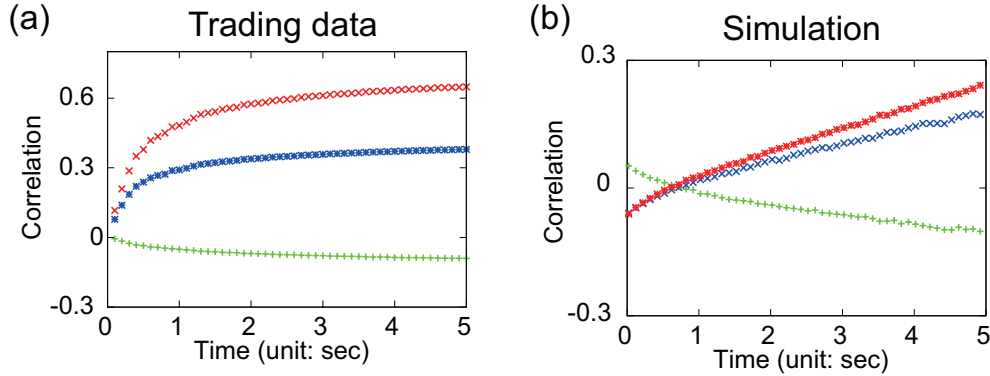 (a)
Trading data
Correlation
0.6
0.3
0
-0.3
0
1
2
3
4
5
Time (unit: sec)
(b)
Simulation
Correlation
0.3
0
-0.3
0
1
2
3
4
5
Time (unit: sec)